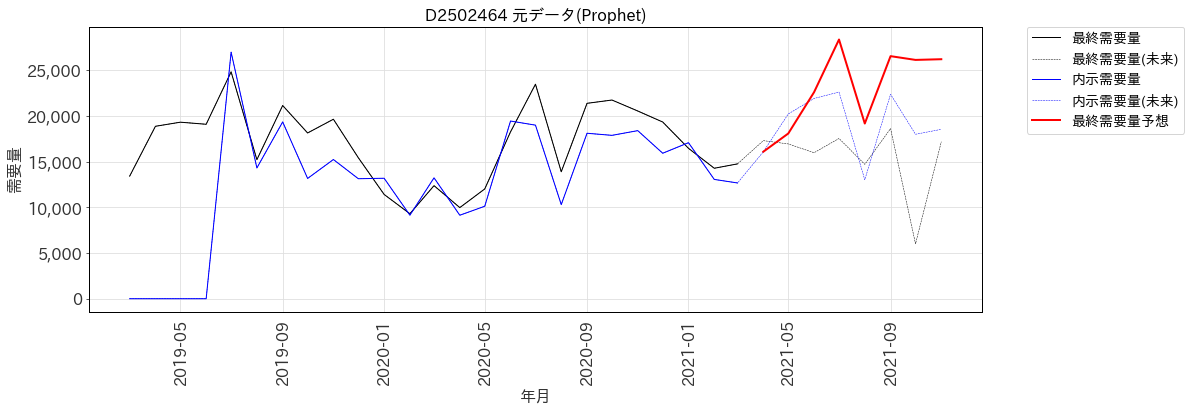 D2502464 元データ(Prophet)
需要量
25,000
20,000
15,000
10,000
5,000
0
2019-05
2019-09
2020-01
2020-05
2020-09
2021-01
2021-05
2021-09
年月
最終需要量
最終需要量(未来)
内示需要量
内示需要量(未来)
最終需要量予想